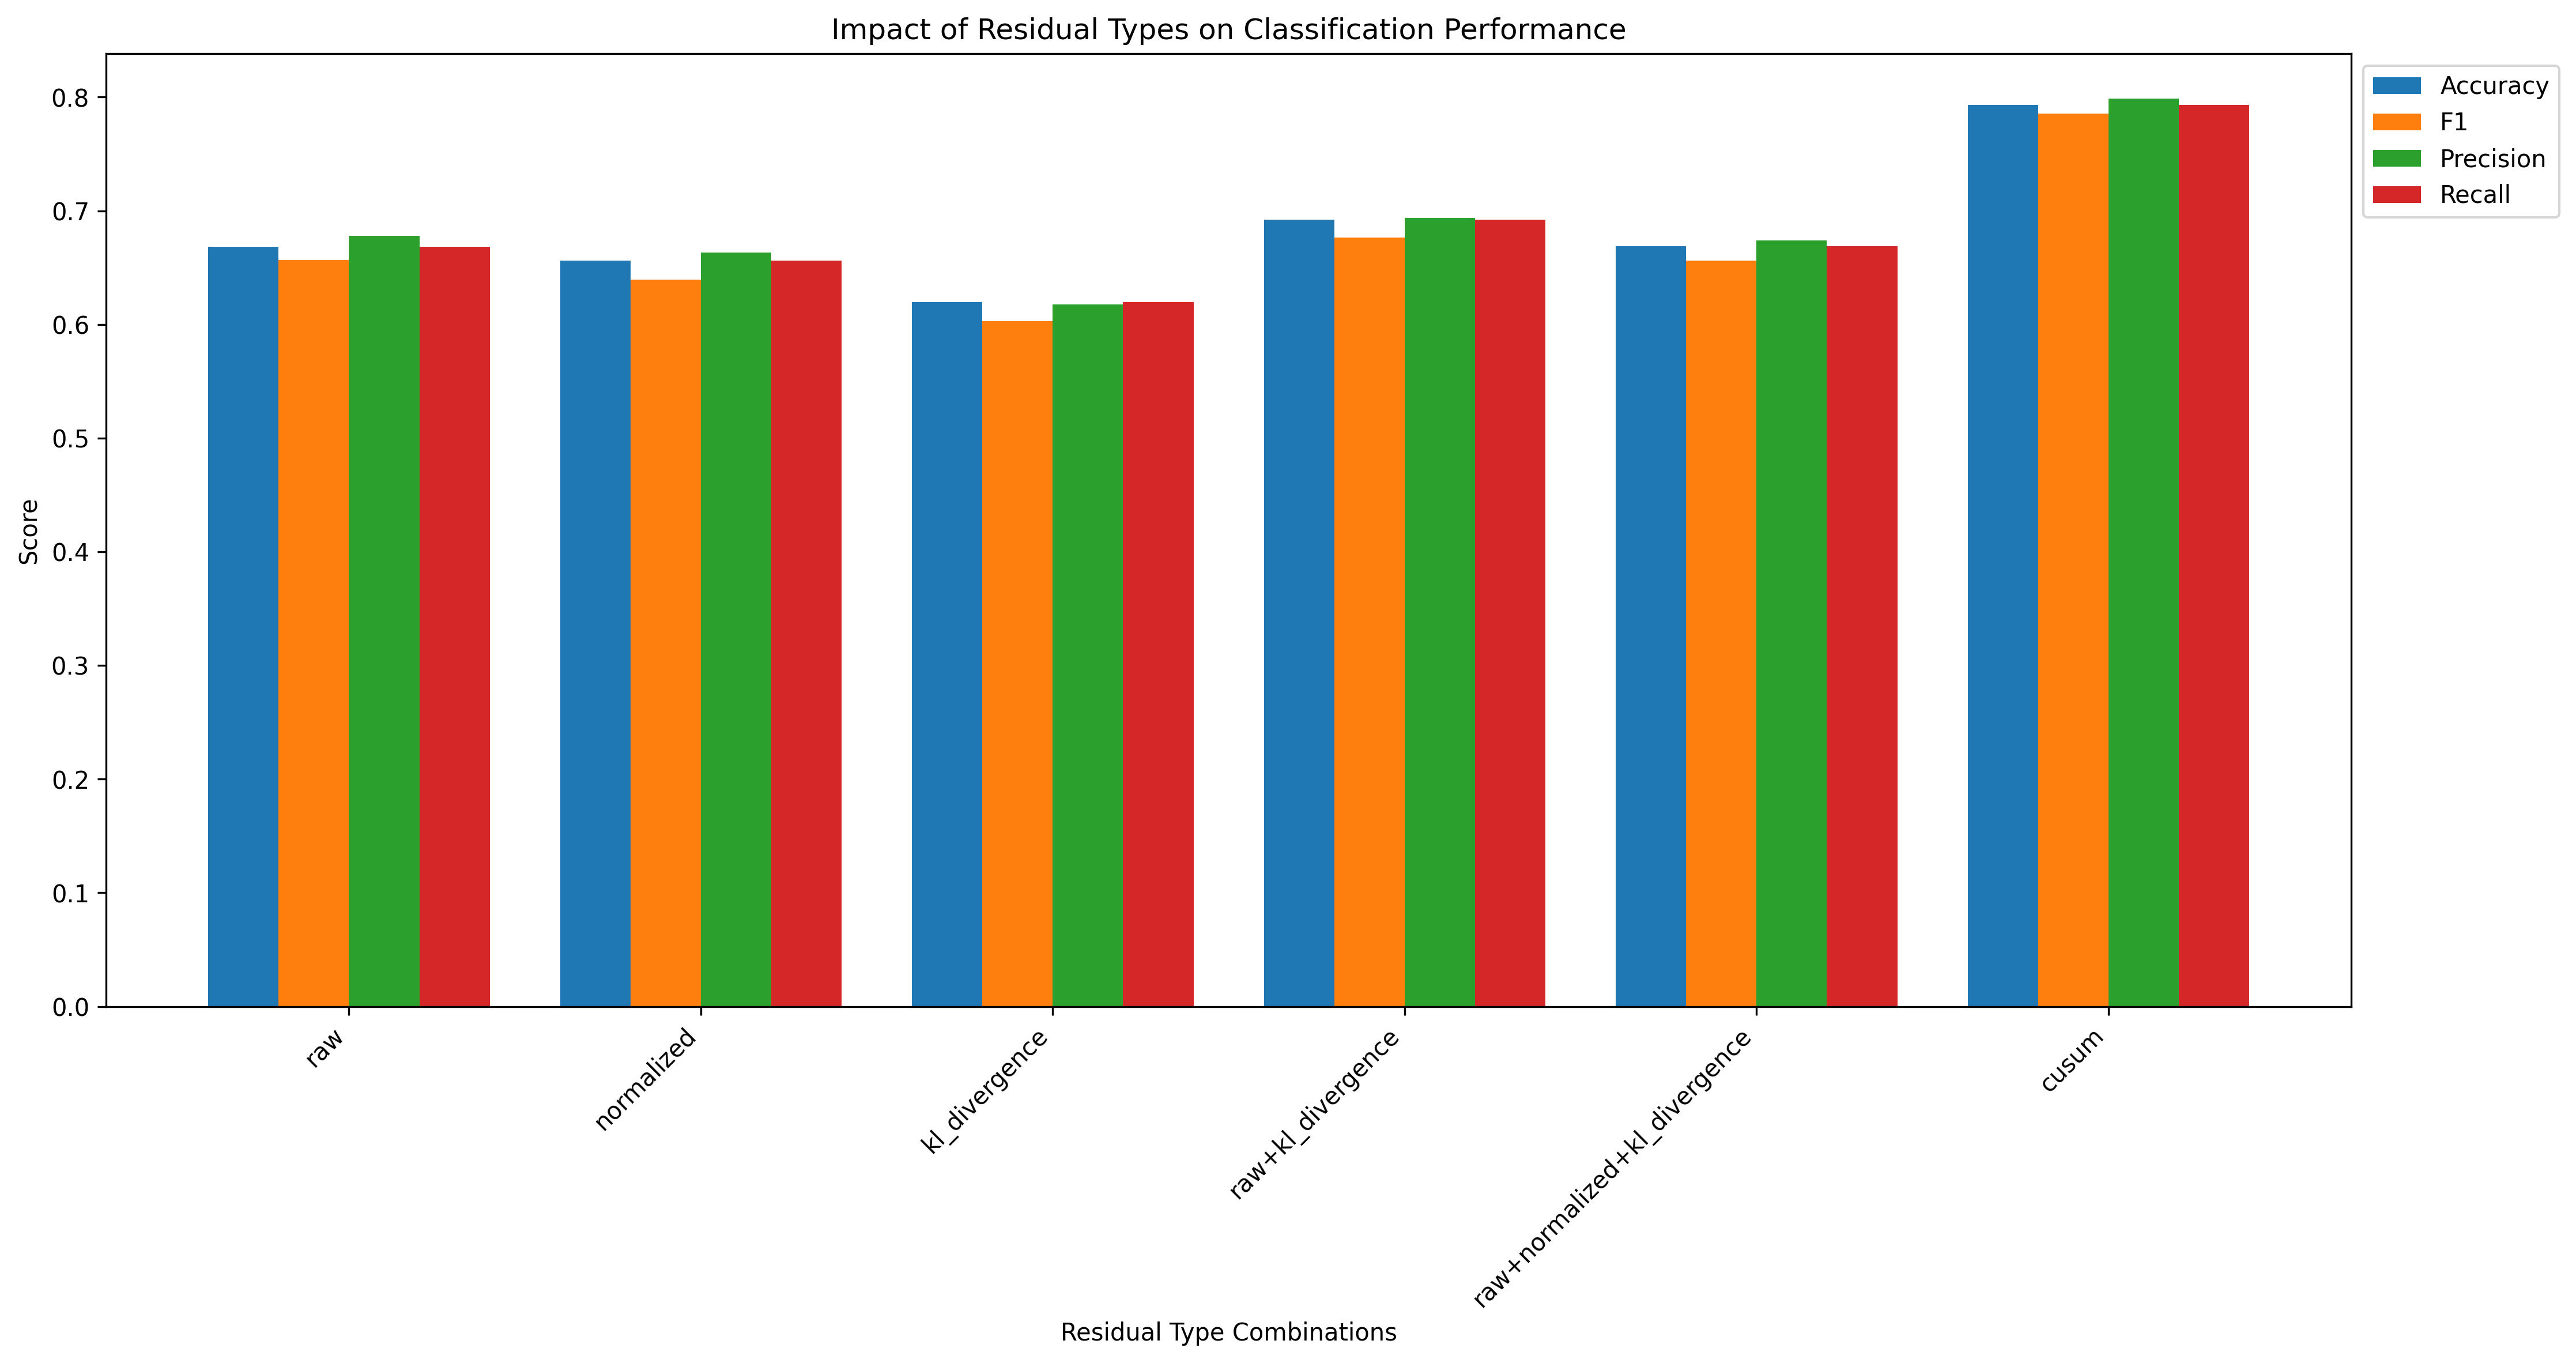 Impact of Residual Types on Classification Performance
Accuracy
F1
Precision
Recall
Score
0.8
0.7
0.6
0.5
0.4
0.3
0.2
0.1
0.0
raw
normalized
kl_divergence
raw+kl_divergence
raw+normalized+kl_divergence
cusum
Residual Type Combinations